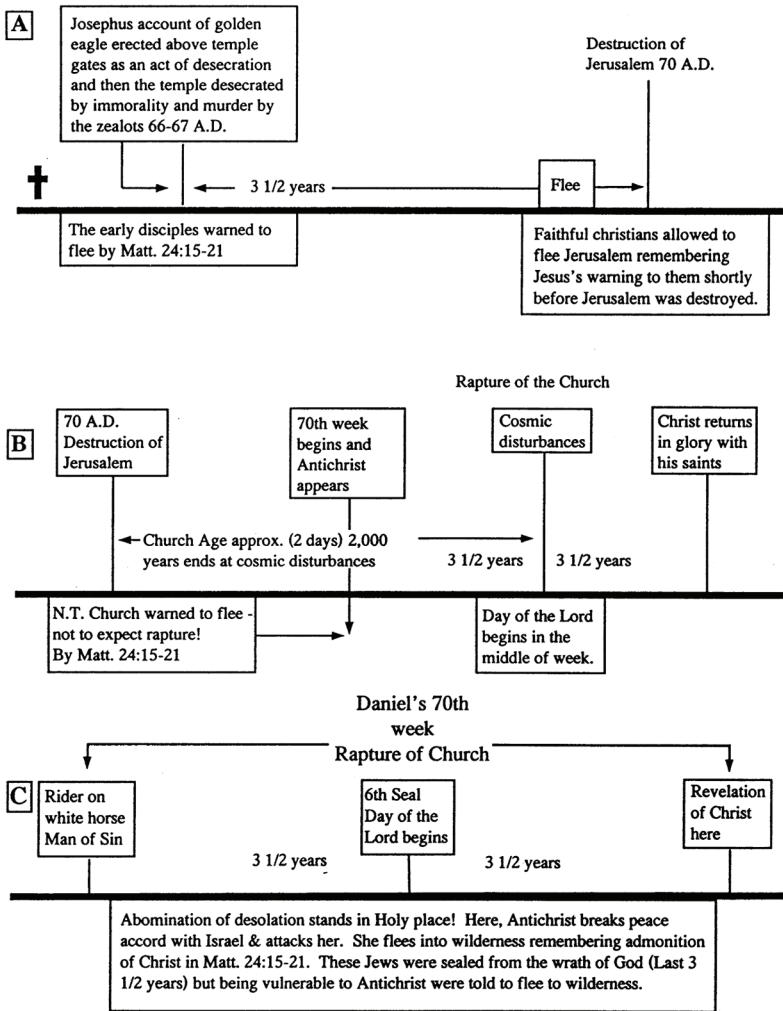 A
Josephus account of golden
eagle erected above temple
gates as an act of desecration
and then the temple desecrated
by immorality and murder by
the zealots 66-67 A.D.
Destruction of
Jerusalem 70 A.D.
3 1/2 years
Flee
The early disciples warned to
flee by Matt. 24:15-21
Faithful christians allowed to
flee Jerusalem remembering
Jesus's warning to them shortly
before Jerusalem was destroyed.
Rapture of the Church
B
70 A.D.
Destruction of
Jerusalem
70th week
begins and
Antichrist
appears
Cosmic
disturbances
Christ returns
in glory with
his saints
Church Age approx. (2 days) 2,000
years ends at cosmic disturbances
3 1/2 years
3 1/2 years
N.T. Church warned to flee -
not to expect rapture!
By Matt. 24:15-21
Day of the Lord
begins in the
middle of week.
Daniel's 70th
week
Rapture of Church
C
Rider on
white horse
Man of Sin
6th Seal
Day of the
Lord begins
Revelation
of Christ
here
3 1/2 years
3 1/2 years
Abomination of desolation stands in Holy place! Here, Antichrist breaks peace
accord with Israel & attacks her. She flees into wilderness remembering admonition
of Christ in Matt. 24:15-21. These Jews were sealed from the wrath of God (Last 3
1/2 years) but being vulnerable to Antichrist were told to flee to wilderness.